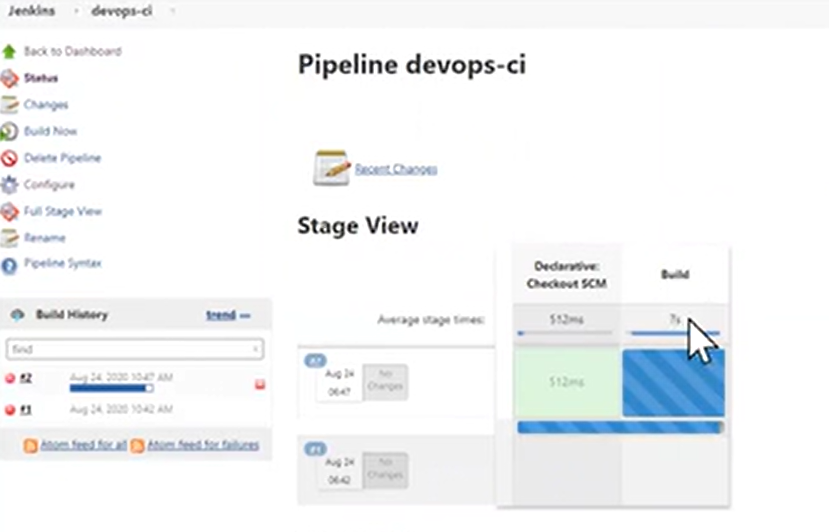 Jenkins devops-ci
Back to Dashboard
Status
Changes
Build Now
Delete Pipeline
Configure
Full Stage View
Rename
Pipeline Syntax
Build History trend
find
#2 Aug 24, 2020 10:47 AM
#1 Aug 24, 2020 10:42 AM
Atom feed for all Atom feed for failures
Pipeline devops-ci
Recent Changes
Stage View
Declarative:
Checkout SCM
Build
Average stage times:
512ms
7s
#2
Aug 24
06:47
No
Changes
512ms
#1
Aug 24
06:42
No
Changes